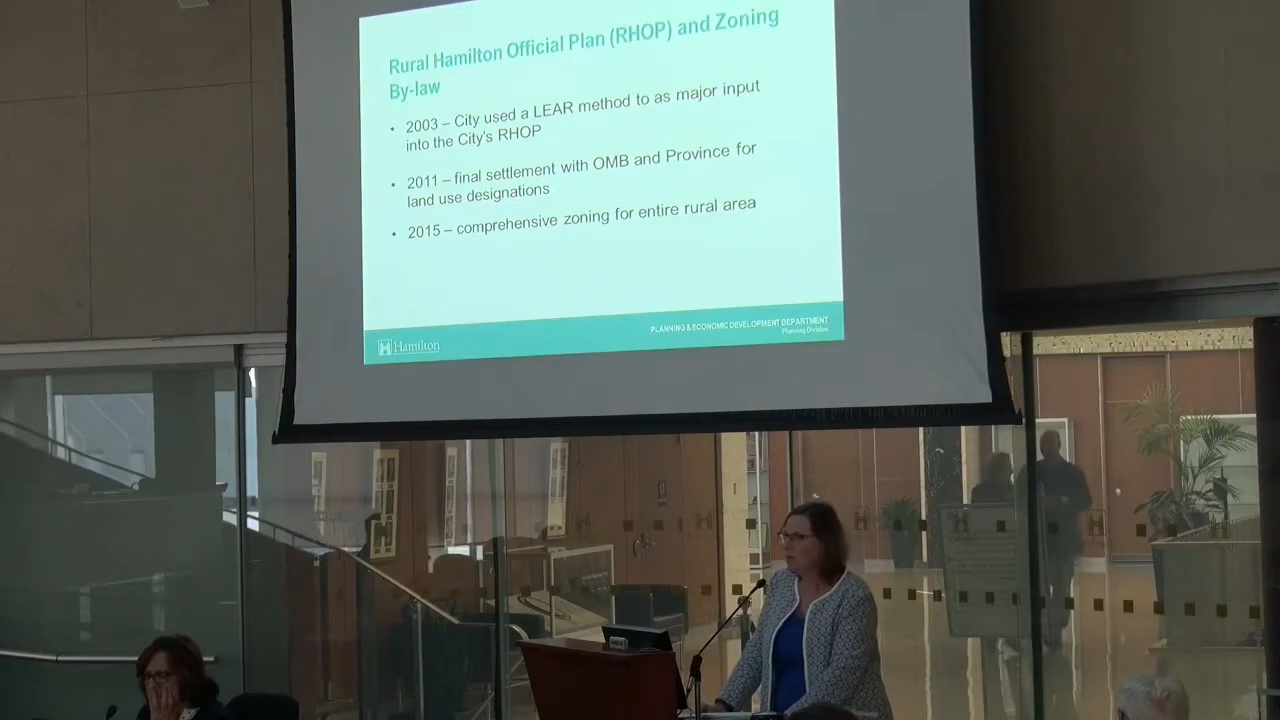 Rural Hamilton Official Plan (RHOP) and Zoning
By-law
• 2003 – City used a LEAR method to as major input
into the City's RHOP
• 2011 – final settlement with OMB and Province for
land use designations
• 2015 – comprehensive zoning for entire rural area
Hamilton
PLANNING & ECONOMIC DEVELOPMENT DEPARTMENT
Planning Division